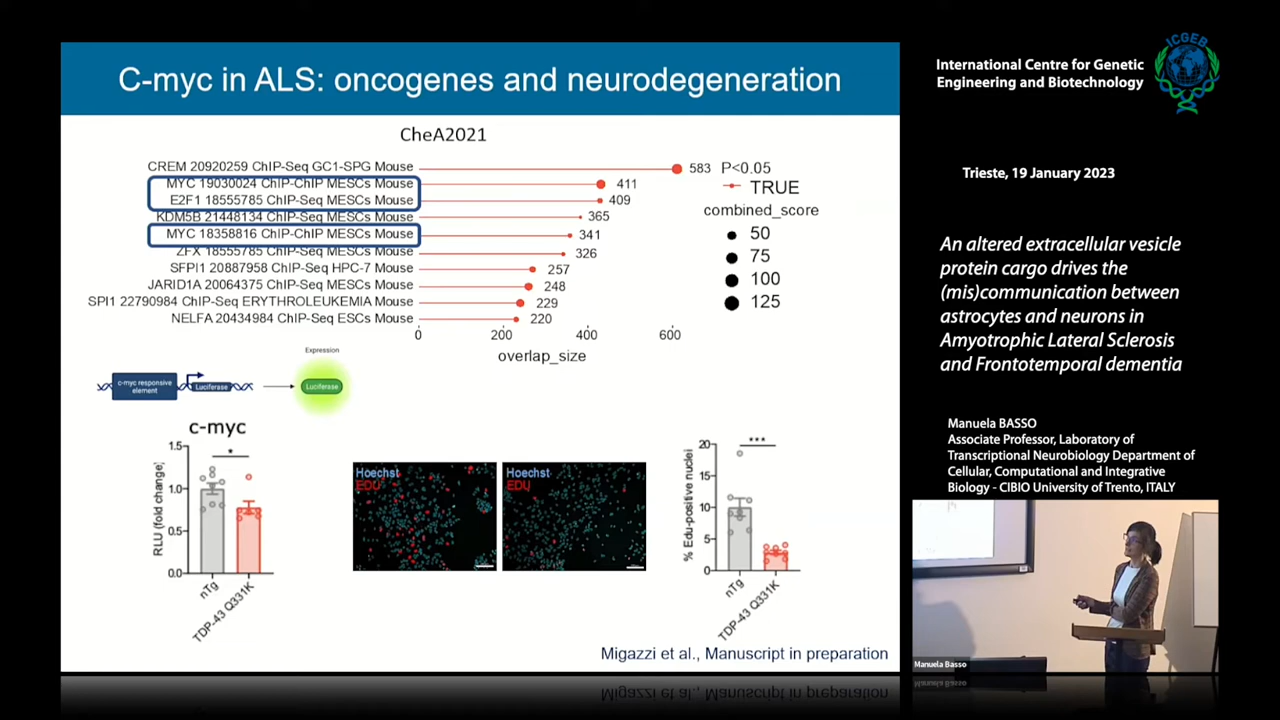 C-myc in ALS: oncogenes and neurodegeneration
CheA2021
CREM 20920259 ChIP-Seq GC1-SPG Mouse
MYC 19030024 ChIP-ChIP MESCs Mouse
E2F1 18555785 ChIP-Seq MESCs Mouse
KDM5B 21448134 ChIP-Seq MESCs Mouse
MYC 18358816 ChIP-ChIP MESCs Mouse
ZFX 18555785 ChIP-Seq MESCs Mouse
SFPI1 20887958 ChIP-Seq HPC-7 Mouse
JARID1A 20064375 ChIP-Seq MESCs Mouse
SPI1 22790984 ChIP-Seq ERYTHROLEUKEMIA Mouse
NELFA 20434984 ChIP-Seq ESCs Mouse
583
411
409
365
341
326
257
248
229
220
0 200 400 600
overlap_size
P<0.05
TRUE
combined_score
50
75
100
125
c-myc responsive
element
Luciferase
Expression
Luciferase
c-myc
RLU (fold change)
1.5
1.0
0.5
0.0
*
nTg
TDP-43 Q331K
Hoechst
EDU
Hoechst
EDU
% Edu-positive nuclei
20
15
10
5
0
***
nTg
TDP-43 Q331K
Migazzi et al., Manuscript in preparation
International Centre for Genetic
Engineering and Biotechnology
ICGEB
Trieste, 19 January 2023
An altered extracellular vesicle
protein cargo drives the
(mis)communication between
astrocytes and neurons in
Amyotrophic Lateral Sclerosis
and Frontotemporal dementia
Manuela BASSO
Associate Professor, Laboratory of
Transcriptional Neurobiology Department of
Cellular, Computational and Integrative
Biology - CIBIO University of Trento, ITALY
Manuela Basso